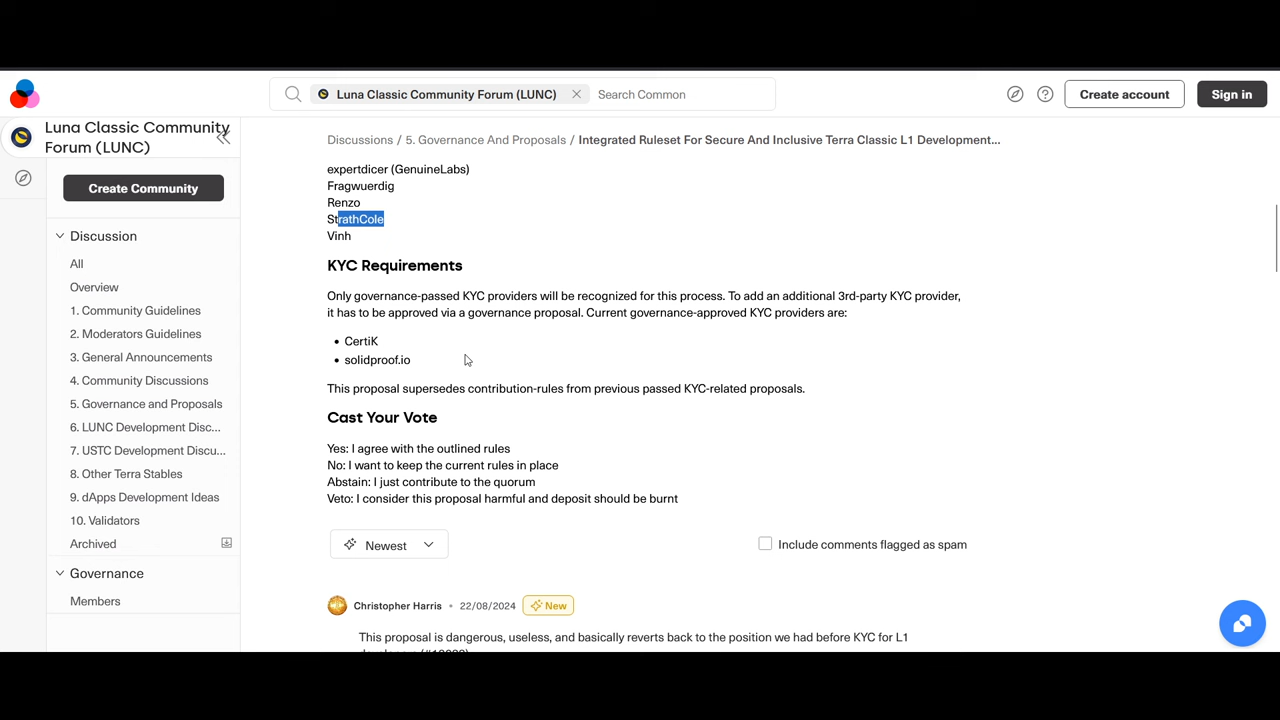 Luna Classic Community Forum (LUNC)
Search Common
Create account
Sign in
Luna Classic Community
Forum (LUNC)
Create Community
Discussion
All
Overview
1. Community Guidelines
2. Moderators Guidelines
3. General Announcements
4. Community Discussions
5. Governance and Proposals
6. LUNC Development Disc...
7. USTC Development Discu...
8. Other Terra Stables
9. dApps Development Ideas
10. Validators
Archived
Governance
Members
Discussions / 5. Governance And Proposals / Integrated Ruleset For Secure And Inclusive Terra Classic L1 Development...
expertdicer (GenuineLabs)
Fragwuerdig
Renzo
StrathCole
Vinh
KYC Requirements
Only governance-passed KYC providers will be recognized for this process. To add an additional 3rd-party KYC provider,
it has to be approved via a governance proposal. Current governance-approved KYC providers are:
• CertiK
• solidproof.io
This proposal supersedes contribution-rules from previous passed KYC-related proposals.
Cast Your Vote
Yes: I agree with the outlined rules
No: I want to keep the current rules in place
Abstain: I just contribute to the quorum
Veto: I consider this proposal harmful and deposit should be burnt
Newest
Include comments flagged as spam
Christopher Harris • 22/08/2024 New
This proposal is dangerous, useless, and basically reverts back to the position we had before KYC for L1